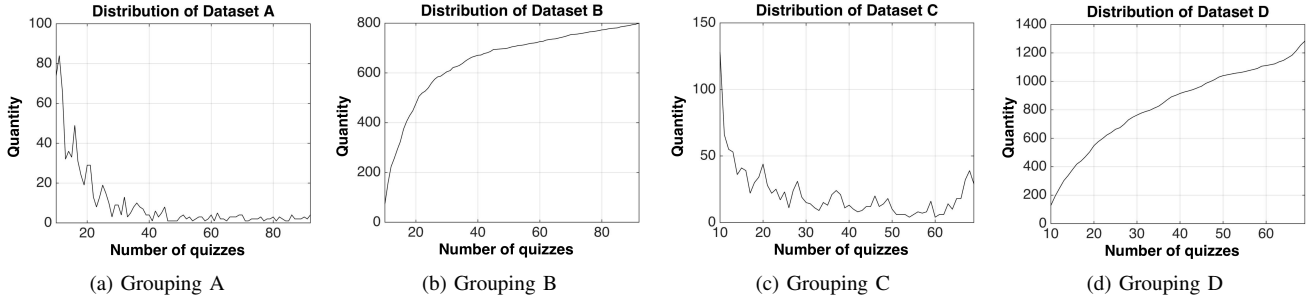 Distribution of Dataset A
Quantity
100
80
60
40
20
0
20 40 60 80
Number of quizzes
(a) Grouping A
Distribution of Dataset B
Quantity
800
600
400
200
0
20 40 60 80
Number of quizzes
(b) Grouping B
Distribution of Dataset C
Quantity
150
100
50
0
10 20 30 40 50 60
Number of quizzes
(c) Grouping C
Distribution of Dataset D
Quantity
1400
1200
1000
800
600
400
200
0
10 20 30 40 50 60
Number of quizzes
(d) Grouping D